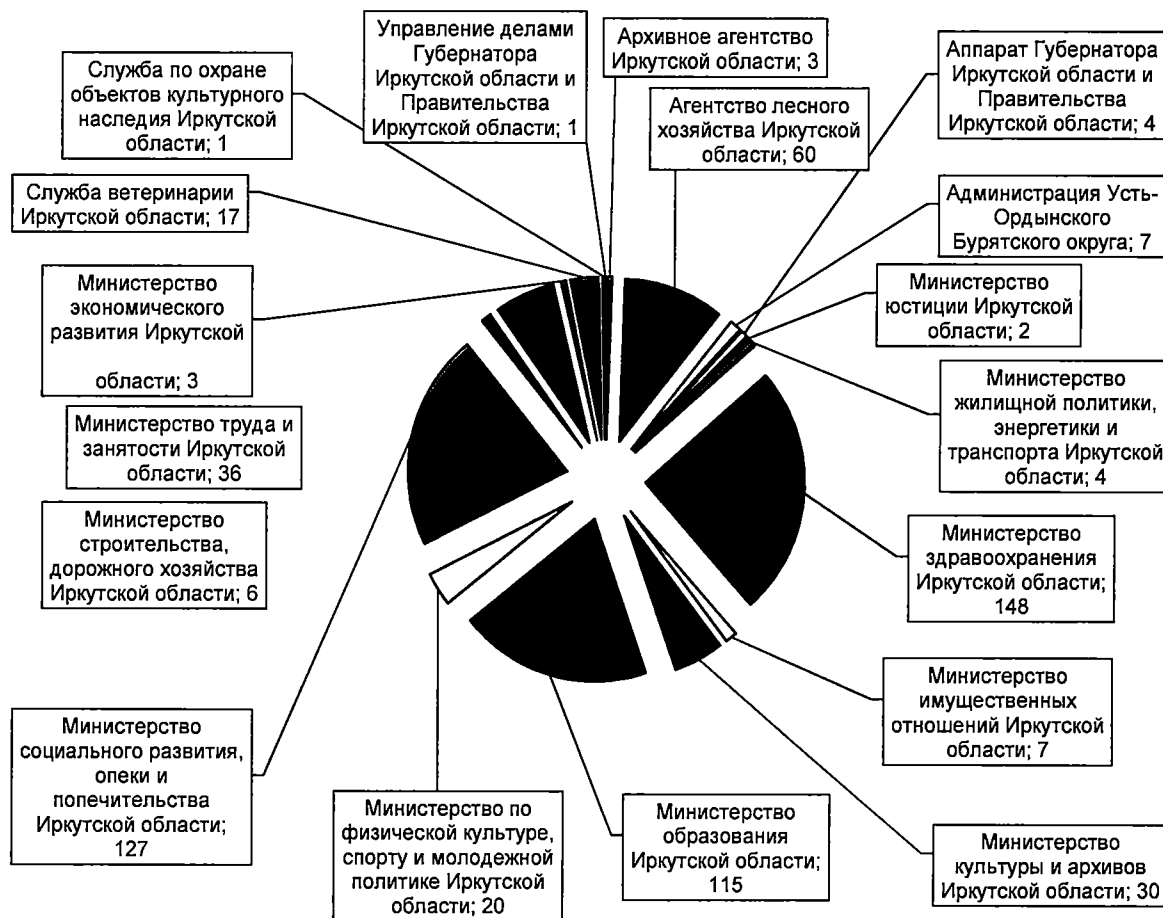 Управление делами
Губернатора
Иркутской области и
Правительства
Иркутской области; 1
Архивное агентство
Иркутской области; 3
Аппарат Губернатора
Иркутской области и
Правительства
Иркутской области; 4
Служба по охране
объектов культурного
наследия Иркутской
области; 1
Агентство лесного
хозяйства Иркутской
области; 60
Служба ветеринарии
Иркутской области; 17
Администрация Усть-
Ордынского
Бурятского округа; 7
Министерство
экономического
развития Иркутской
области; 3
Министерство
юстиции Иркутской
области; 2
Министерство
жилищной политики,
энергетики и
транспорта Иркутской
области; 4
Министерство труда и
занятости Иркутской
области; 36
Министерство
строительства,
дорожного хозяйства
Иркутской области; 6
Министерство
здравоохранения
Иркутской области;
148
Министерство
имущественных
отношений Иркутской
области; 7
Министерство
социального развития,
опеки и
попечительства
Иркутской области;
127
Министерство по
физической культуре,
спорту и молодежной
политике Иркутской
области; 20
Министерство
образования
Иркутской области;
115
Министерство
культуры и архивов
Иркутской области; 30